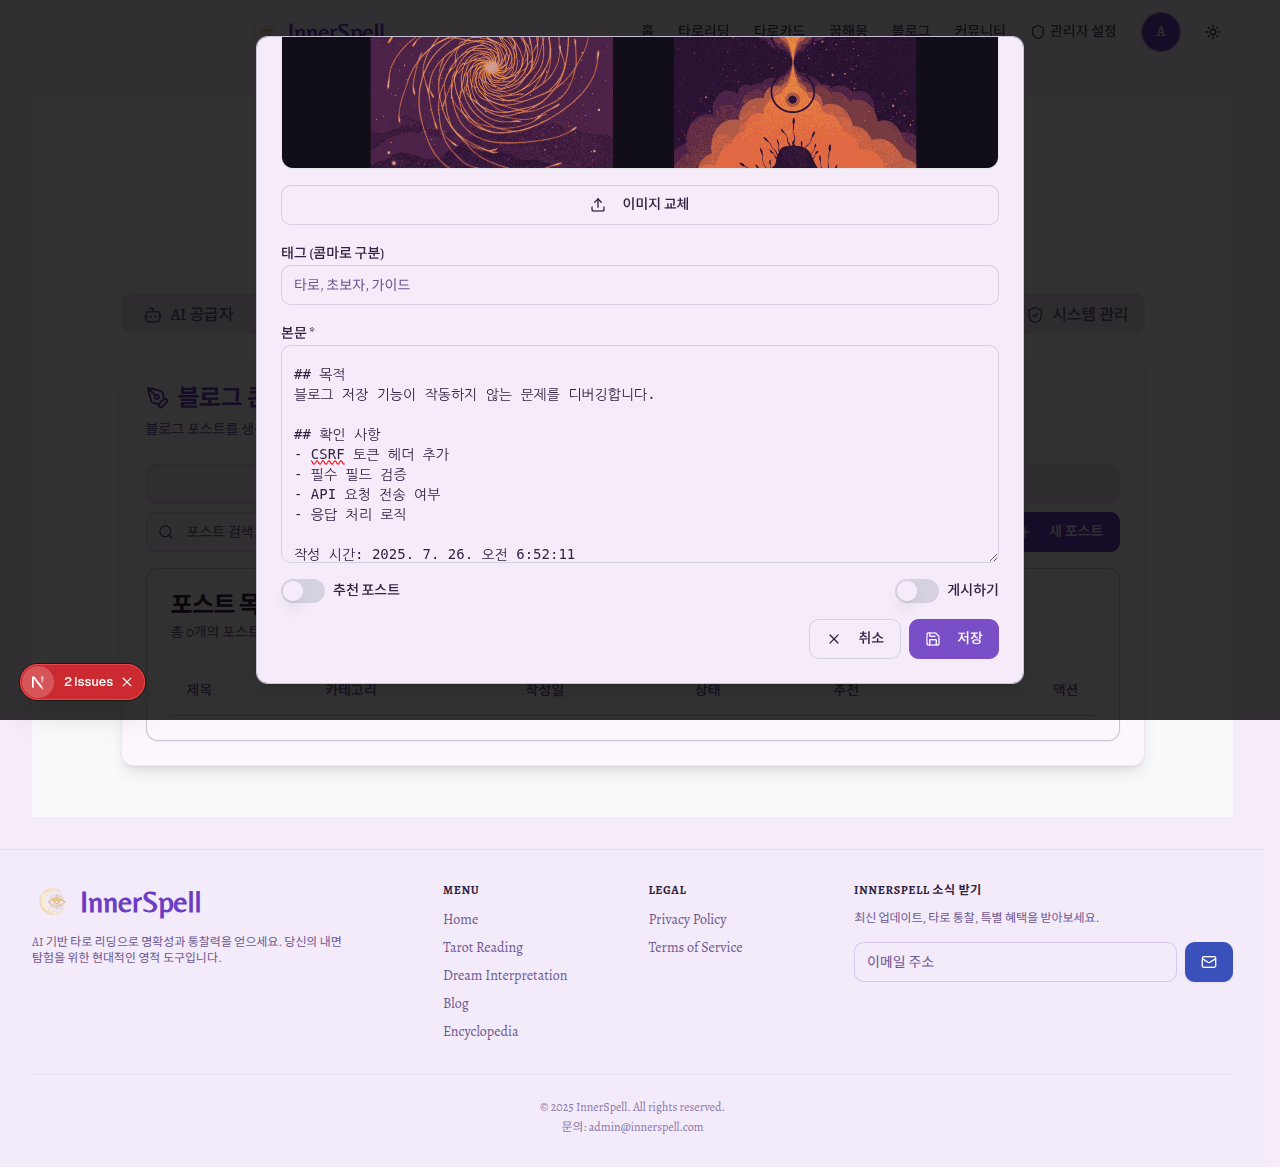 InnerSpell
홈 타로리딩 타로카드 꿈해몽 블로그 커뮤니티 관리자 설정 A
이미지 교체
태그 (콤마로 구분)
타로, 초보자, 가이드
AI 공급자
시스템 관리
본문 *
## 목적
블로그 저장 기능이 작동하지 않는 문제를 디버깅합니다.
## 확인 사항
- CSRF 토큰 헤더 추가
- 필수 필드 검증
- API 요청 전송 여부
- 응답 처리 로직
작성 시간: 2025. 7. 26. 오전 6:52:11
블로그
블로그 포스트를
포스트 검색
새 포스트
추천 포스트
게시하기
포스트
총 0개의 포스트
취소
저장
2 Issues
제목 카테고리 작성일 상태 추천 액션
InnerSpell
AI 기반 타로 리딩으로 명확성과 통찰력을 얻으세요. 당신의 내면
탐험을 위한 현대적인 영적 도구입니다.
MENU
Home
Tarot Reading
Dream Interpretation
Blog
Encyclopedia
LEGAL
Privacy Policy
Terms of Service
INNERSPELL 소식 받기
최신 업데이트, 타로 통찰, 특별 혜택을 받아보세요.
이메일 주소
© 2025 InnerSpell. All rights reserved.
문의: admin@innerspell.com